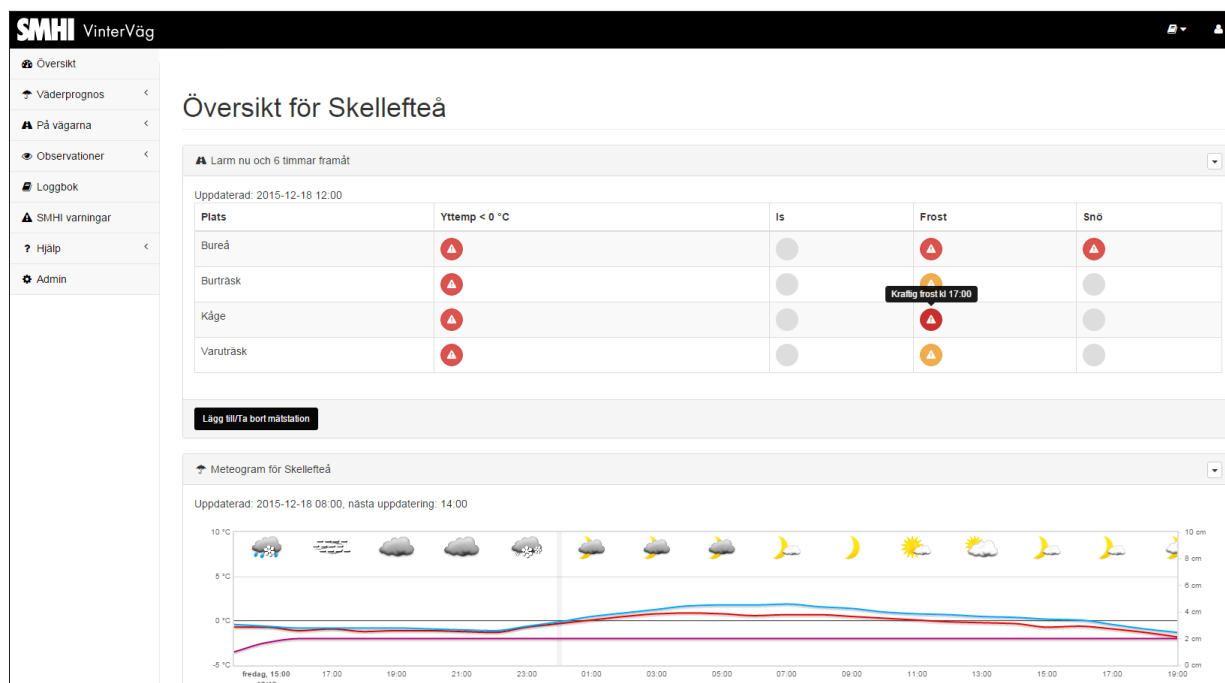 SMHI VinterVäg
Översikt
Väderprognos
På vägarna
Observationer
Loggbok
SMHI varningar
Hjälp
Admin
Översikt för Skellefteå
Larm nu och 6 timmar framåt
Uppdaterad: 2015-12-18 12:00
Plats Yttemp < 0 °C Is Frost Snö
Bureå
Burträsk
Kraftig frost kl 17:00
Kåge
Varuträsk
Lägg till/Ta bort mätstation
Meteogram för Skellefteå
Uppdaterad: 2015-12-18 08:00, nästa uppdatering: 14:00
10 °C 10 cm
8 cm
5 °C
6 cm
4 cm
0 °C
2 cm
-5 °C 0 cm
fredag, 15:00 17:00 19:00 21:00 23:00 01:00 03:00 05:00 07:00 09:00 11:00 13:00 15:00 17:00 19:00